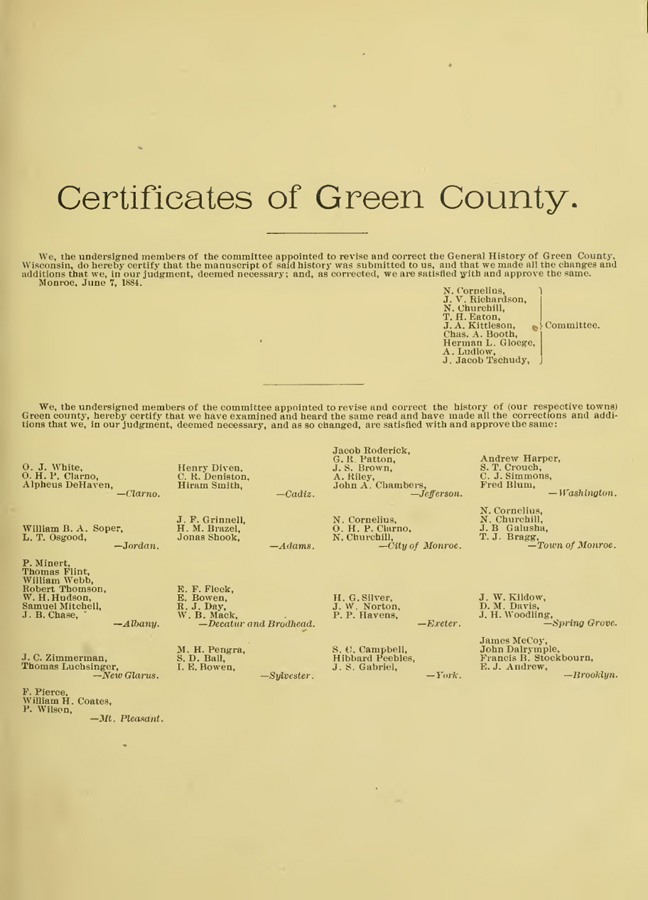 Certificates of Green County.
We, the undersigned members of the committee appointed to revise and correct the General History of Green County,
Wisconsin, do hereby certify that the manuscript of said history was submitted to us, and that we made all the changes and
additions that we, in our judgment, deemed necessary; and, as corrected, we are satisfied with and approve the same.
Monroe, June 7, 1884.
N. Cornelius,
J. V. Richardson,
N. Churchill,
T. H. Eaton,
J. A. Kittleson,
Chas. A. Booth,
Herman L. Gloege,
A. Ludlow,
J. Jacob Tschudy,
Committee.
We, the undersigned members of the committee appointed to revise and correct the history of (our respective towns)
Green county, hereby certify that we have examined and heard the same read and have made all the corrections and addi-
tions that we, in our judgment, deemed necessary, and as so changed, are satisfied with and approve the same:
O. J. White,
O. H. P. Clarno,
Alpheus DeHaven,
—Clarno.
Henry Diven,
C. R. Deniston,
Hiram Smith,
—Cadiz.
Jacob Roderick,
G. R. Patton,
J. S. Brown,
A. Riley,
John A. Chambers,
—Jefferson.
Andrew Harper,
S. T. Crouch,
C. J. Simmons,
Fred Blum,
—Washington.
William B. A. Soper,
L. T. Osgood,
—Jordan.
J. F. Grinnell,
H. M. Brazel,
Jonas Shook,
—Adams.
N. Cornelius,
O. H. P. Clarno,
N. Churchill,
—City of Monroe.
N. Cornelius,
N. Churchill,
J. B Galusha,
T. J. Bragg,
—Town of Monroe.
P. Minert,
Thomas Flint,
William Webb,
Robert Thomson,
W. H. Hudson,
Samuel Mitchell,
J. B. Chase,
—Albany.
E. F. Fleek,
E. Bowen,
R. J. Day,
W. B. Mack,
—Decatur and Brodhead.
H. G. Silver,
J. W. Norton,
P. P. Havens,
—Exeter.
J. W. Kildow,
D. M. Davis,
J. H. Woodling,
—Spring Grove.
J. C. Zimmerman,
Thomas Luchsinger,
—New Glarus.
M. H. Pengra,
S. D. Ball,
I. E. Bowen,
—Sylvester.
S. C. Campbell,
Hibbard Peebles,
J. S. Gabriel,
—York.
James McCoy,
John Dalrymple,
Francis B. Stockbourn,
E. J. Andrew,
—Brooklyn.
F. Pierce,
William H. Coates,
P. Wilson,
—Mt. Pleasant.